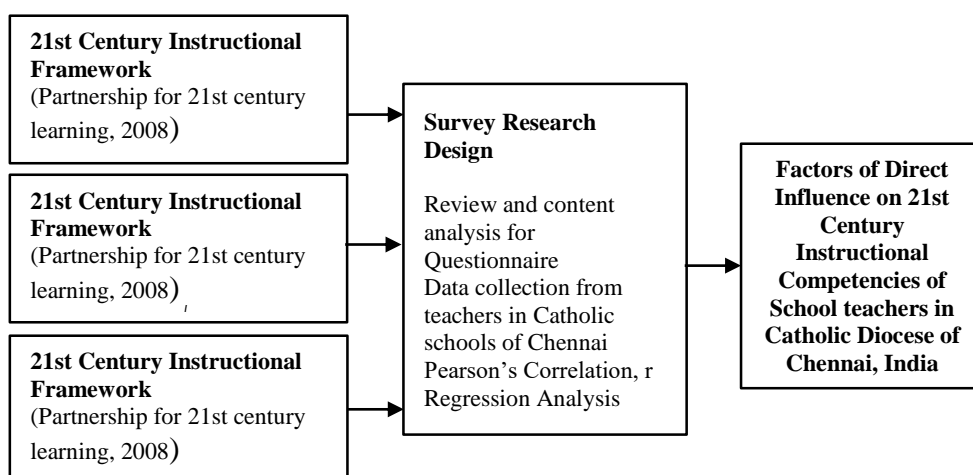 21st Century Instructional
Framework
(Partnership for 21st century
learning, 2008)
21st Century Instructional
Framework
(Partnership for 21st century
learning, 2008),
21st Century Instructional
Framework
(Partnership for 21st century
learning, 2008)
Survey Research
Design
Review and content
analysis for
Questionnaire
Data collection from
teachers in Catholic
schools of Chennai
Pearson's Correlation, r
Regression Analysis
Factors of Direct
Influence on 21st
Century
Instructional
Competencies of
School teachers in
Catholic Diocese of
Chennai, India